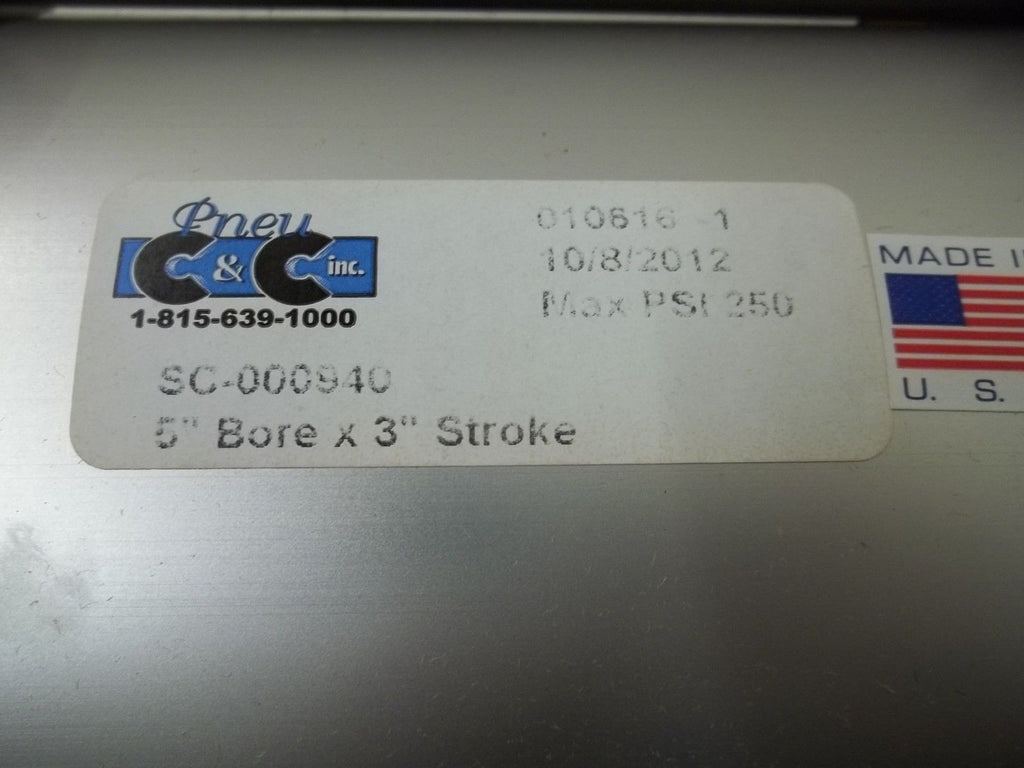 Pneu
C & C inc.
1-815-639-1000
010616 -1
10/8/2012
Max PSI 250
SC-000940
5" Bore x 3" Stroke
MADE I
U. S.